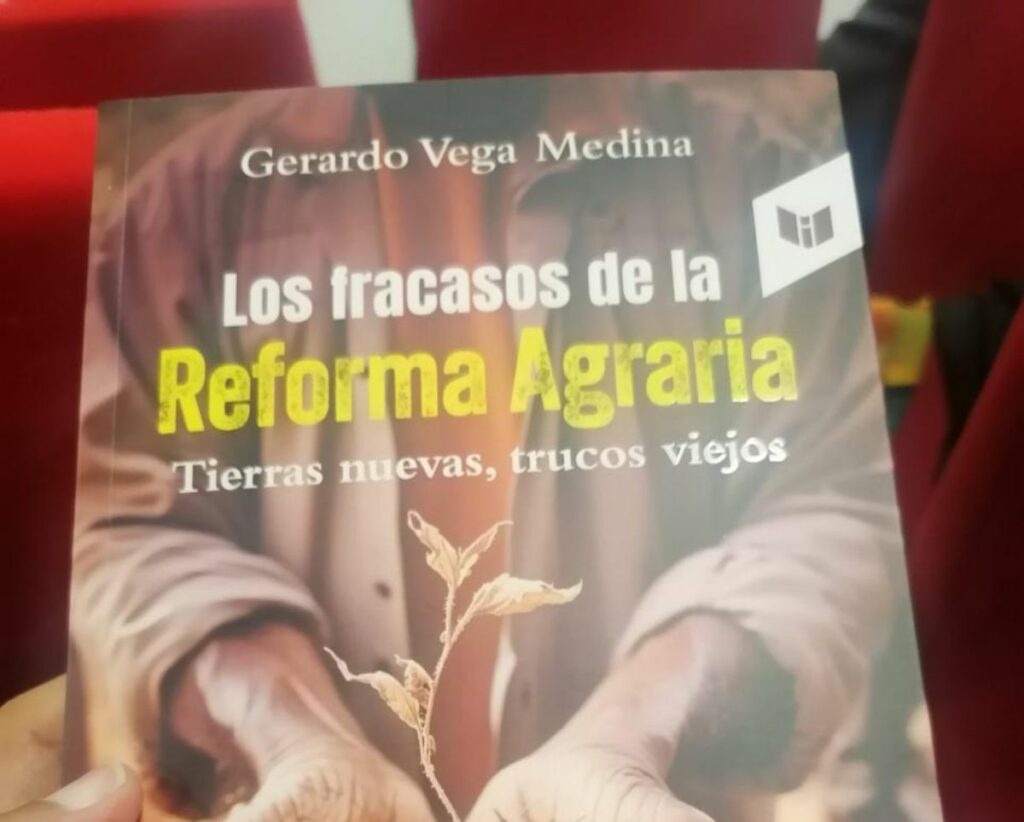 Gerardo Vega Medina
Los fracasos de la
Reforma Agraria
Tierras nuevas, trucos viejos